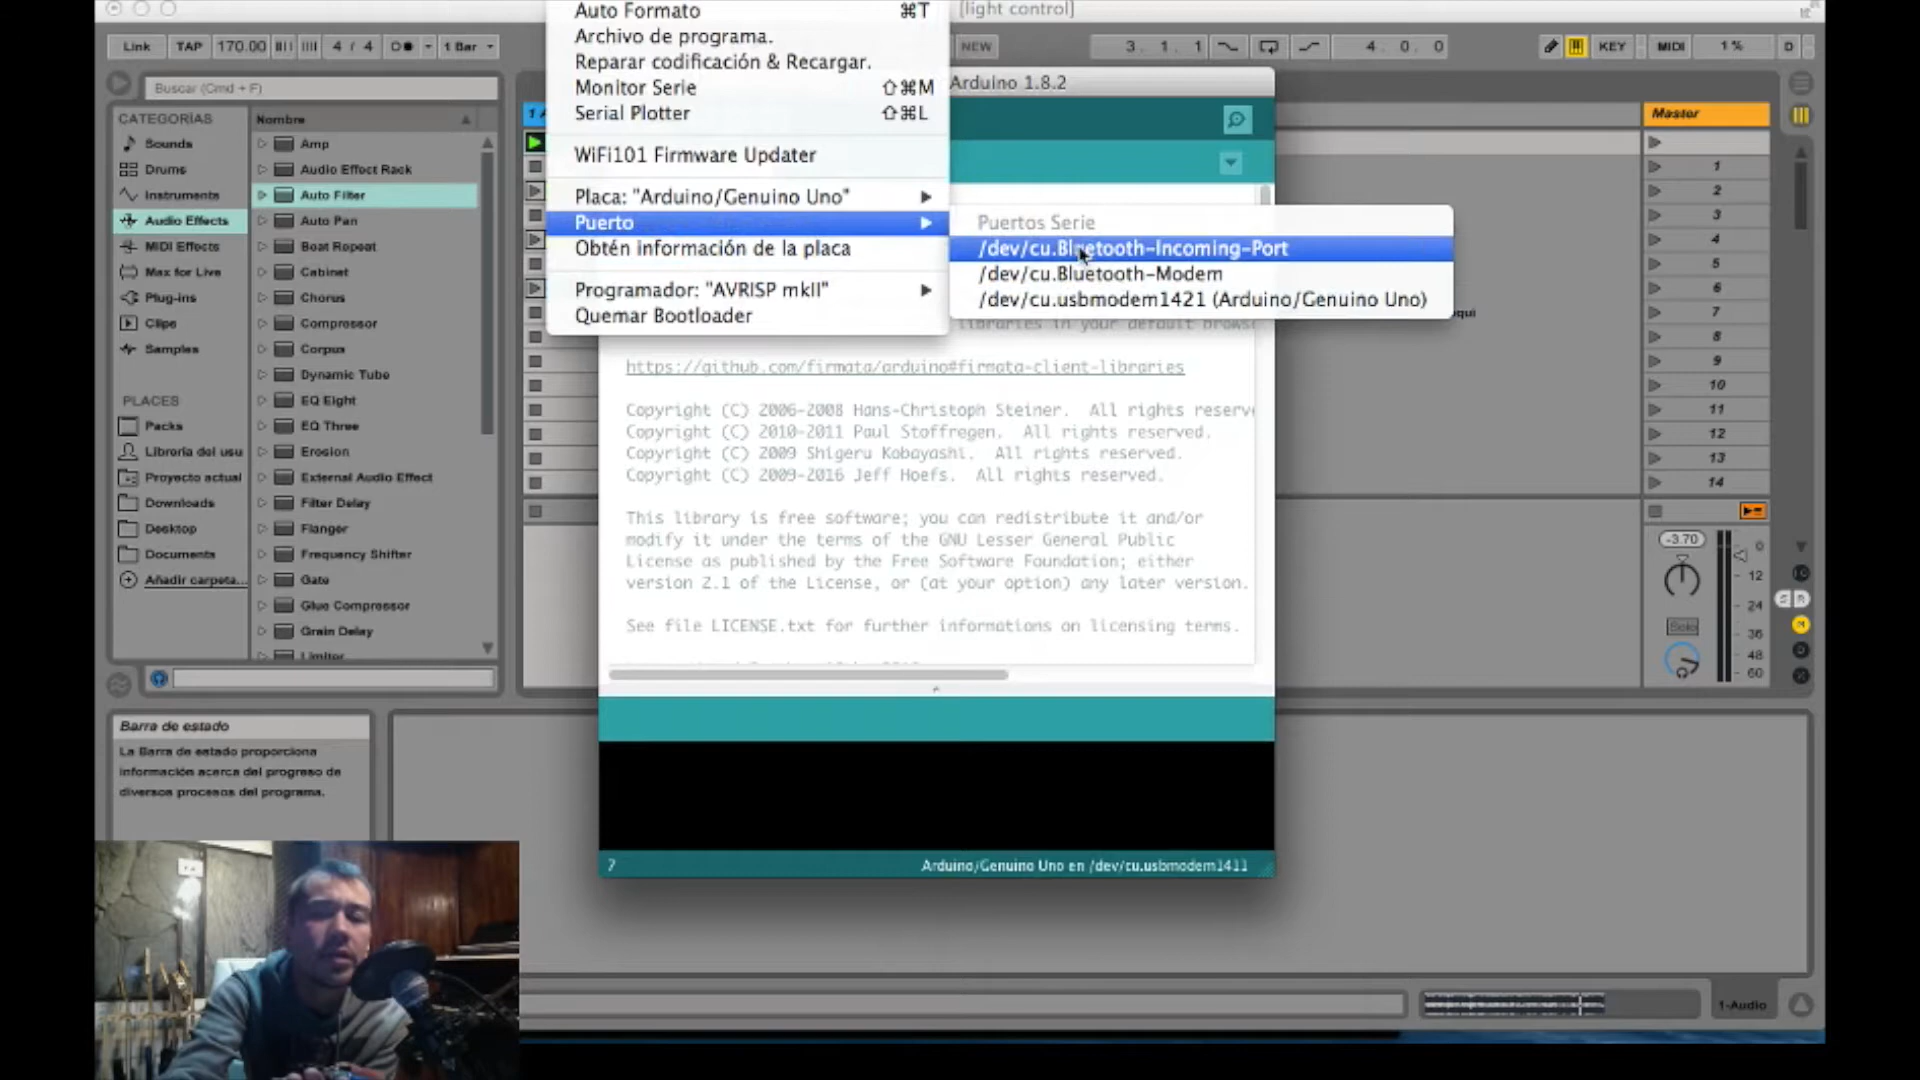 [light control]
Link
TAP
170.00
4 / 4
1 Bar
NEW
3. 1. 1
4. 0. 0
KEY
MIDI
1 %
D
Buscar (Cmd + F)
CATEGORÍAS
Sounds
Drums
Instruments
Audio Effects
MIDI Effects
Max for Live
Plug-ins
Clips
Samples
PLACES
Packs
Librería del usu
Proyecto actual
Downloads
Desktop
Documents
Añadir carpeta...
Nombre
Amp
Audio Effect Rack
Auto Filter
Auto Pan
Beat Repeat
Cabinet
Chorus
Compressor
Corpus
Dynamic Tube
EQ Eight
EQ Three
Erosion
External Audio Effect
Filter Delay
Flanger
Frequency Shifter
Gate
Glue Compressor
Grain Delay
Limiter
Auto Formato ⌘T
Archivo de programa.
Reparar codificación & Recargar.
Monitor Serie ⇧⌘M
Serial Plotter ⇧⌘L
WiFi101 Firmware Updater
Placa: "Arduino/Genuino Uno"
Puerto
Obtén información de la placa
Programador: "AVRISP mkII"
Quemar Bootloader
Puertos Serie
/dev/cu.Bluetooth-Incoming-Port
/dev/cu.Bluetooth-Modem
/dev/cu.usbmodem1421 (Arduino/Genuino Uno)
Arduino 1.8.2
libraries in your default browse
https://github.com/firmata/arduino#firmata-client-libraries
Copyright (C) 2006-2008 Hans-Christoph Steiner. All rights reserve
Copyright (C) 2010-2011 Paul Stoffregen. All rights reserved.
Copyright (C) 2009 Shigeru Kobayashi. All rights reserved.
Copyright (C) 2009-2016 Jeff Hoefs. All rights reserved.
This library is free software; you can redistribute it and/or
modify it under the terms of the GNU Lesser General Public
License as published by the Free Software Foundation; either
version 2.1 of the License, or (at your option) any later version.
See file LICENSE.txt for further informations on licensing terms.
7
Arduino/Genuino Uno en /dev/cu.usbmodem1411
Master
1
2
3
4
5
6
7
8
9
10
11
12
13
14
-3.70
0
12
24
36
48
60
Solo
S
R
Barra de estado
La Barra de estado proporciona
información acerca del progreso de
diversos procesos del programa.
1-Audio